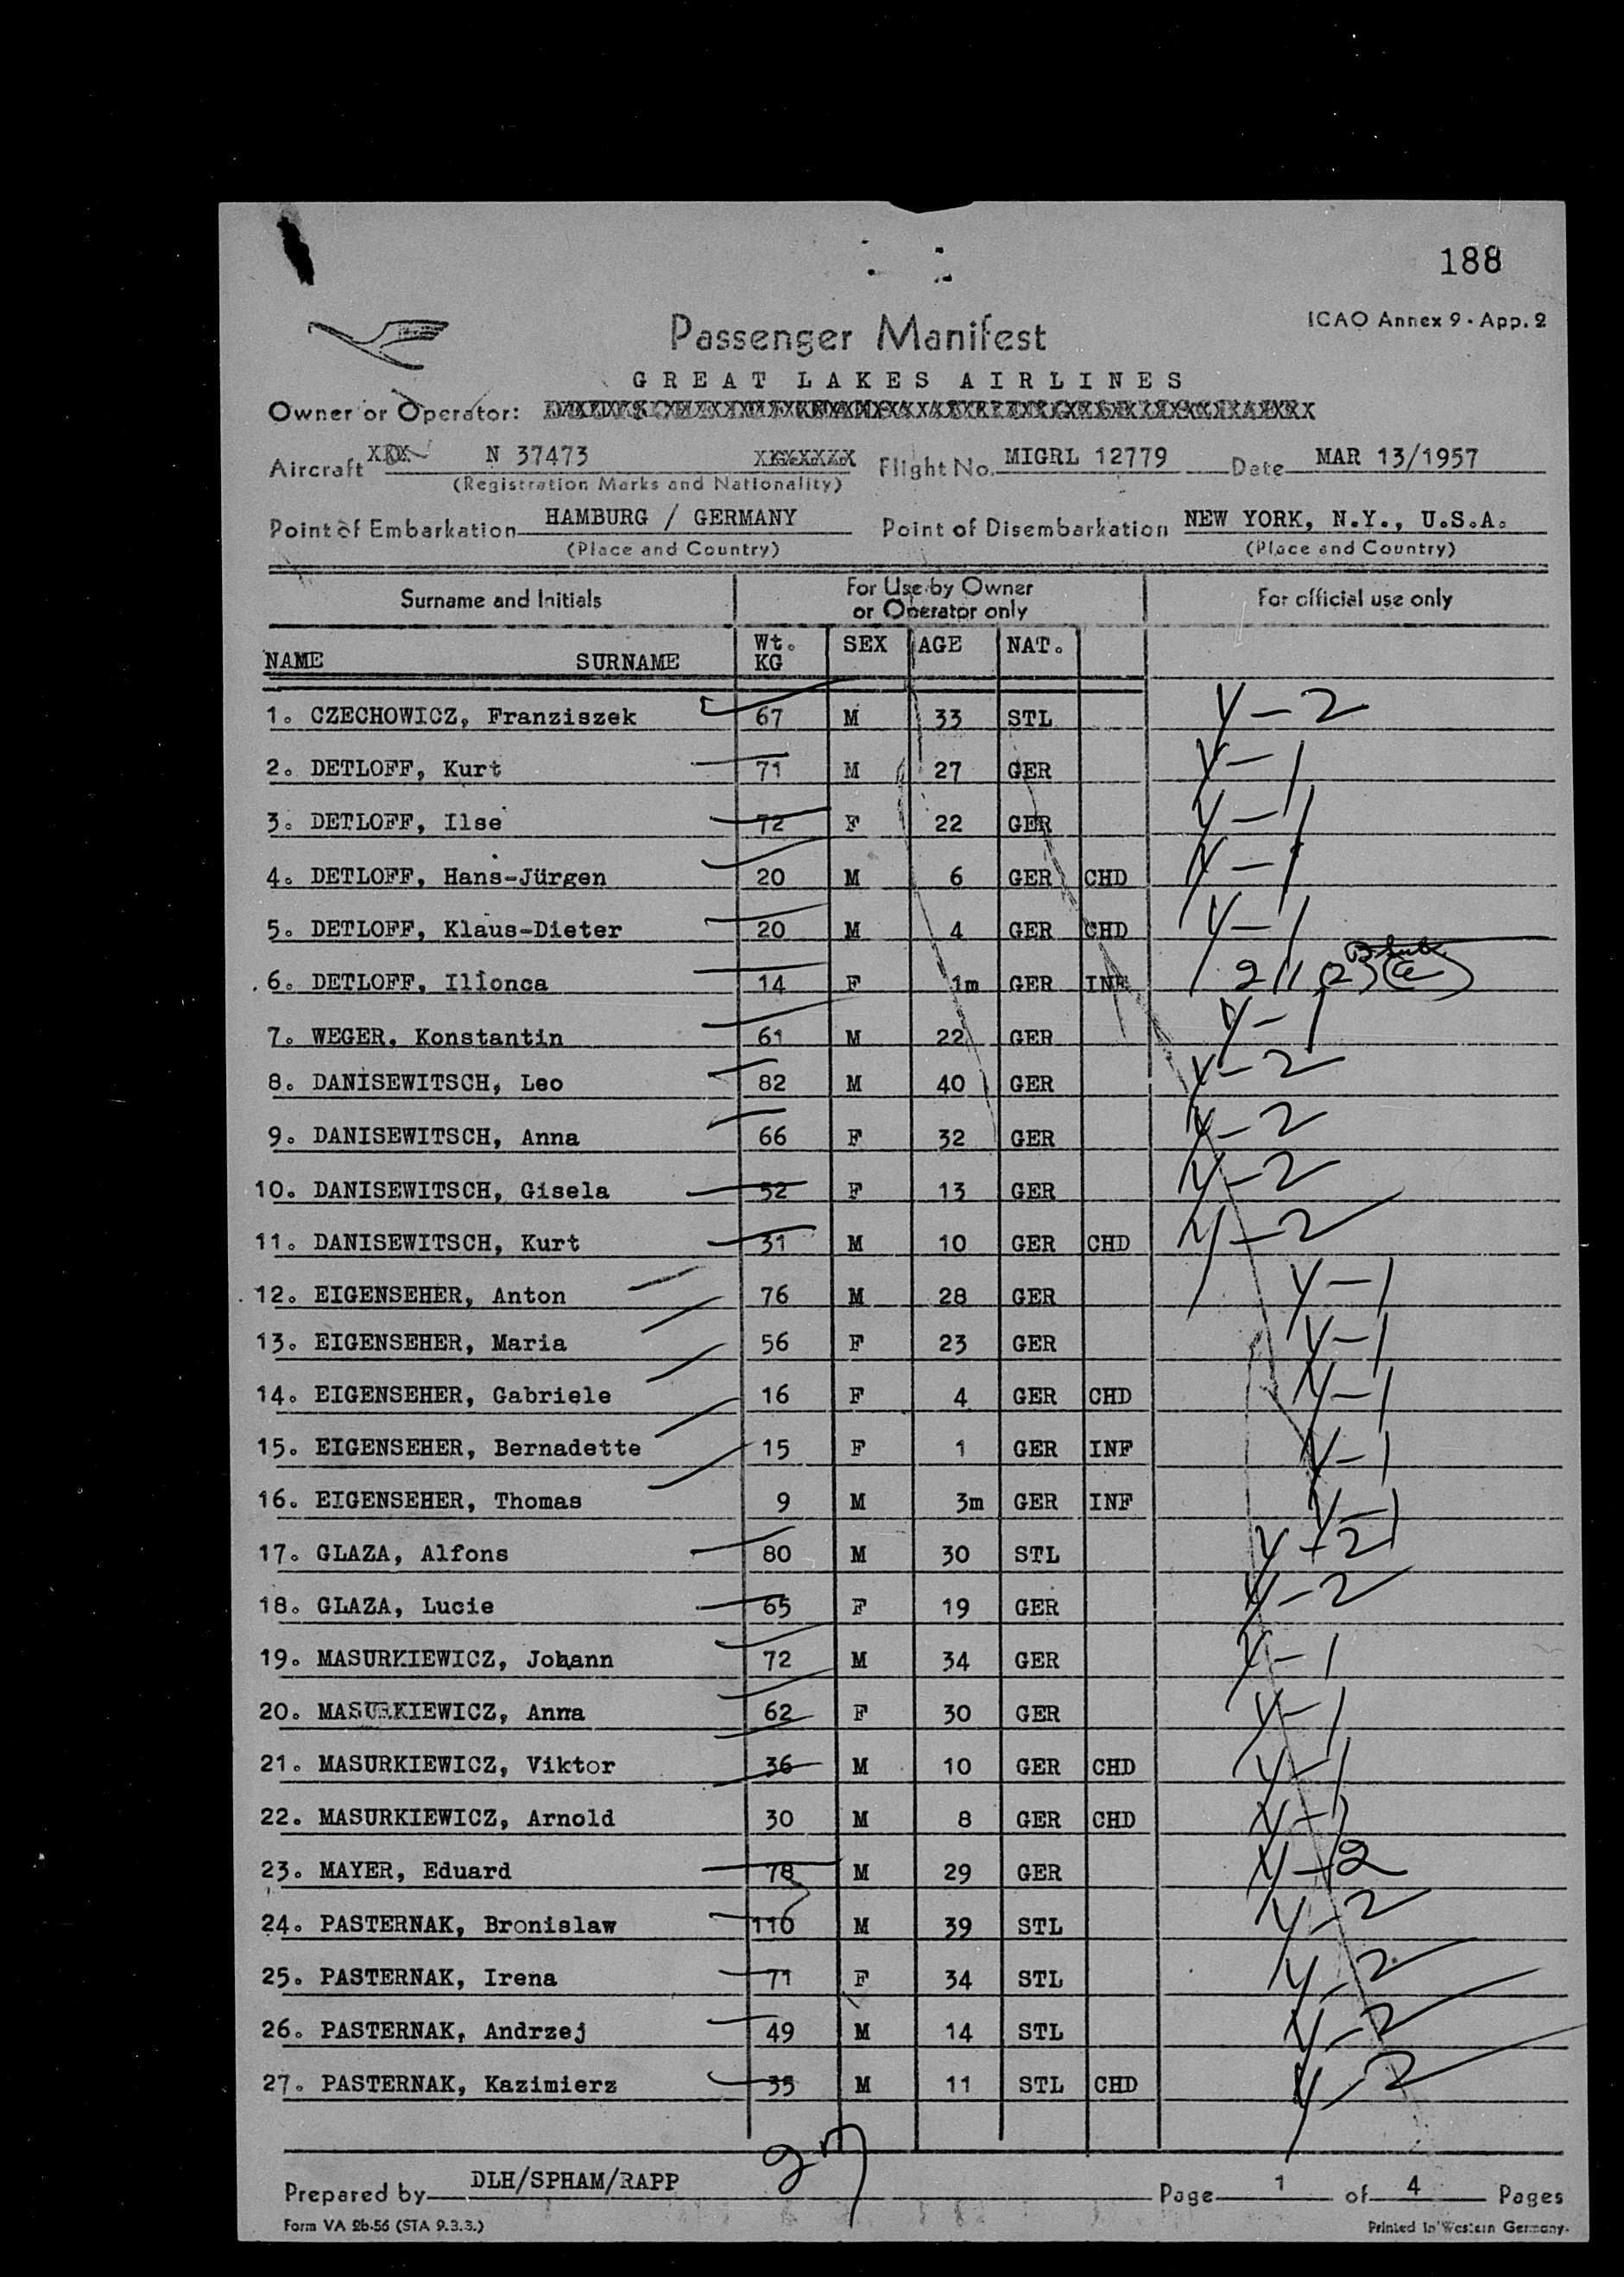 188
ICAO Annex 9 - App. 2
Passenger Manifest
GREAT LAKES AIRLINES
Owner or Operator:
Aircraft N 37473 Flight No. MIGRL 12779 Date MAR 13/1957
(Registration Marks and Nationality)
Point of Embarkation HAMBURG / GERMANY Point of Disembarkation NEW YORK, N.Y., U.S.A.
(Place and Country) (Place and Country)
Surname and Initials For Use by Owner or Operator only For official use only
NAME SURNAME Wt. KG SEX AGE NAT.
1. CZECHOWICZ, Franziszek 67 M 33 STL Y-2
2. DETLOFF, Kurt 71 M 27 GER Y-1
3. DETLOFF, Ilse 72 F 22 GER Y-1
4. DETLOFF, Hans-Jürgen 20 M 6 GER CHD Y-1
5. DETLOFF, Klaus-Dieter 20 M 4 GER CHD Y-1
6. DETLOFF, Ilionca 14 F 1m GER INF
7. WEGER, Konstantin 61 M 22 GER Y-1
8. DANISEWITSCH, Leo 82 M 40 GER Y-2
9. DANISEWITSCH, Anna 66 F 32 GER Y-2
10. DANISEWITSCH, Gisela 52 F 13 GER Y-2
11. DANISEWITSCH, Kurt 31 M 10 GER CHD Y-2
12. EIGENSEHER, Anton 76 M 28 GER Y-1
13. EIGENSEHER, Maria 56 F 23 GER Y-1
14. EIGENSEHER, Gabriele 16 F 4 GER CHD Y-1
15. EIGENSEHER, Bernadette 15 F 1 GER INF Y-1
16. EIGENSEHER, Thomas 9 M 3m GER INF Y-1
17. GLAZA, Alfons 80 M 30 STL Y-2
18. GLAZA, Lucie 65 F 19 GER Y-2
19. MASURKIEWICZ, Johann 72 M 34 GER Y-1
20. MASURKIEWICZ, Anna 62 F 30 GER Y-1
21. MASURKIEWICZ, Viktor 36 M 10 GER CHD Y-1
22. MASURKIEWICZ, Arnold 30 M 8 GER CHD Y-1
23. MAYER, Eduard 78 M 29 GER Y-2
24. PASTERNAK, Bronislaw 110 M 39 STL Y-2
25. PASTERNAK, Irena 71 F 34 STL Y-2
26. PASTERNAK, Andrzej 49 M 14 STL Y-2
27. PASTERNAK, Kazimierz 35 M 11 STL CHD Y-2
27
Prepared by DLH/SPHAM/RAPP Page 1 of 4 Pages
Form VA 2b-56 (STA 9.3.3.) Printed in Western Germany.